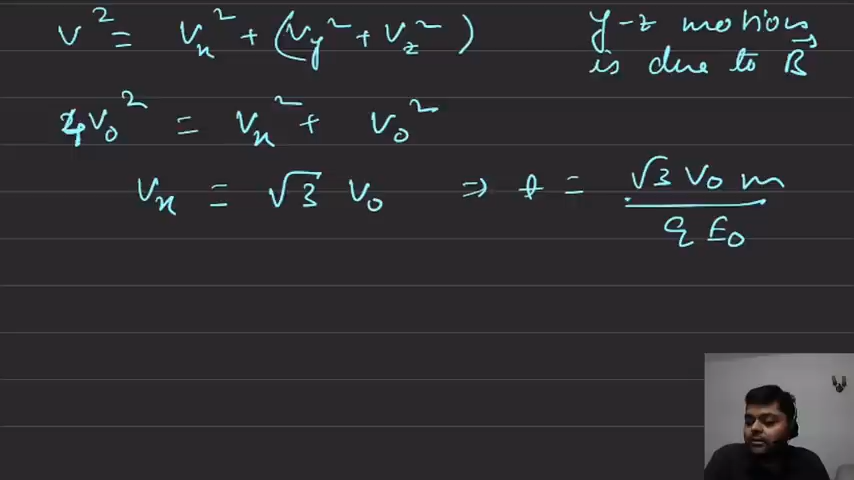 v² = vₓ² + (v_y² + v_z²) y-z motion is due to B⃗
4v₀² = vₓ² + v₀²
vₓ = √3 v₀ ⇒ t = √3 v₀ m / q E₀